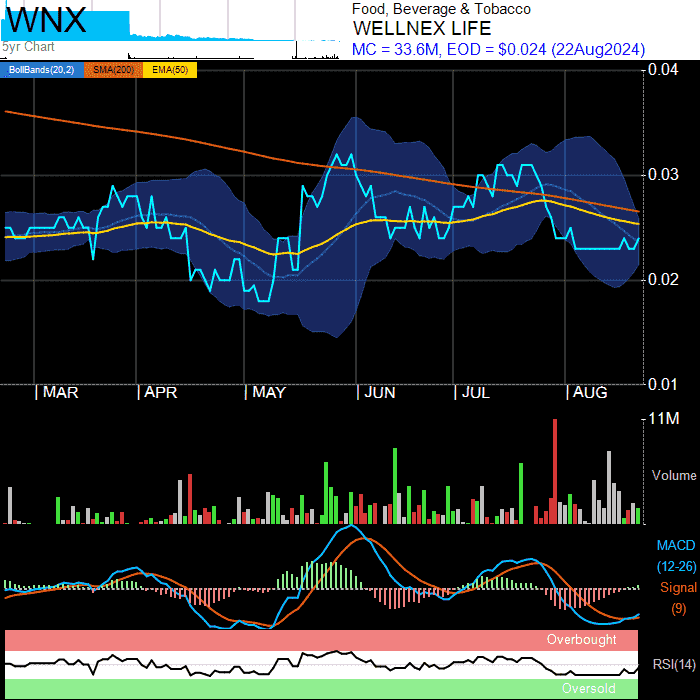 WNX
5yr Chart
Food, Beverage & Tobacco
WELLNEX LIFE
MC = 33.6M, EOD = $0.024 (22Aug2024)
BollBands(20,2) SMA(200) EMA(50)
0.04
0.03
0.02
0.01
MAR APR MAY JUN JUL AUG
11M
Volume
MACD
(12-26)
Signal
(9)
Overbought
RSI(14)
Oversold